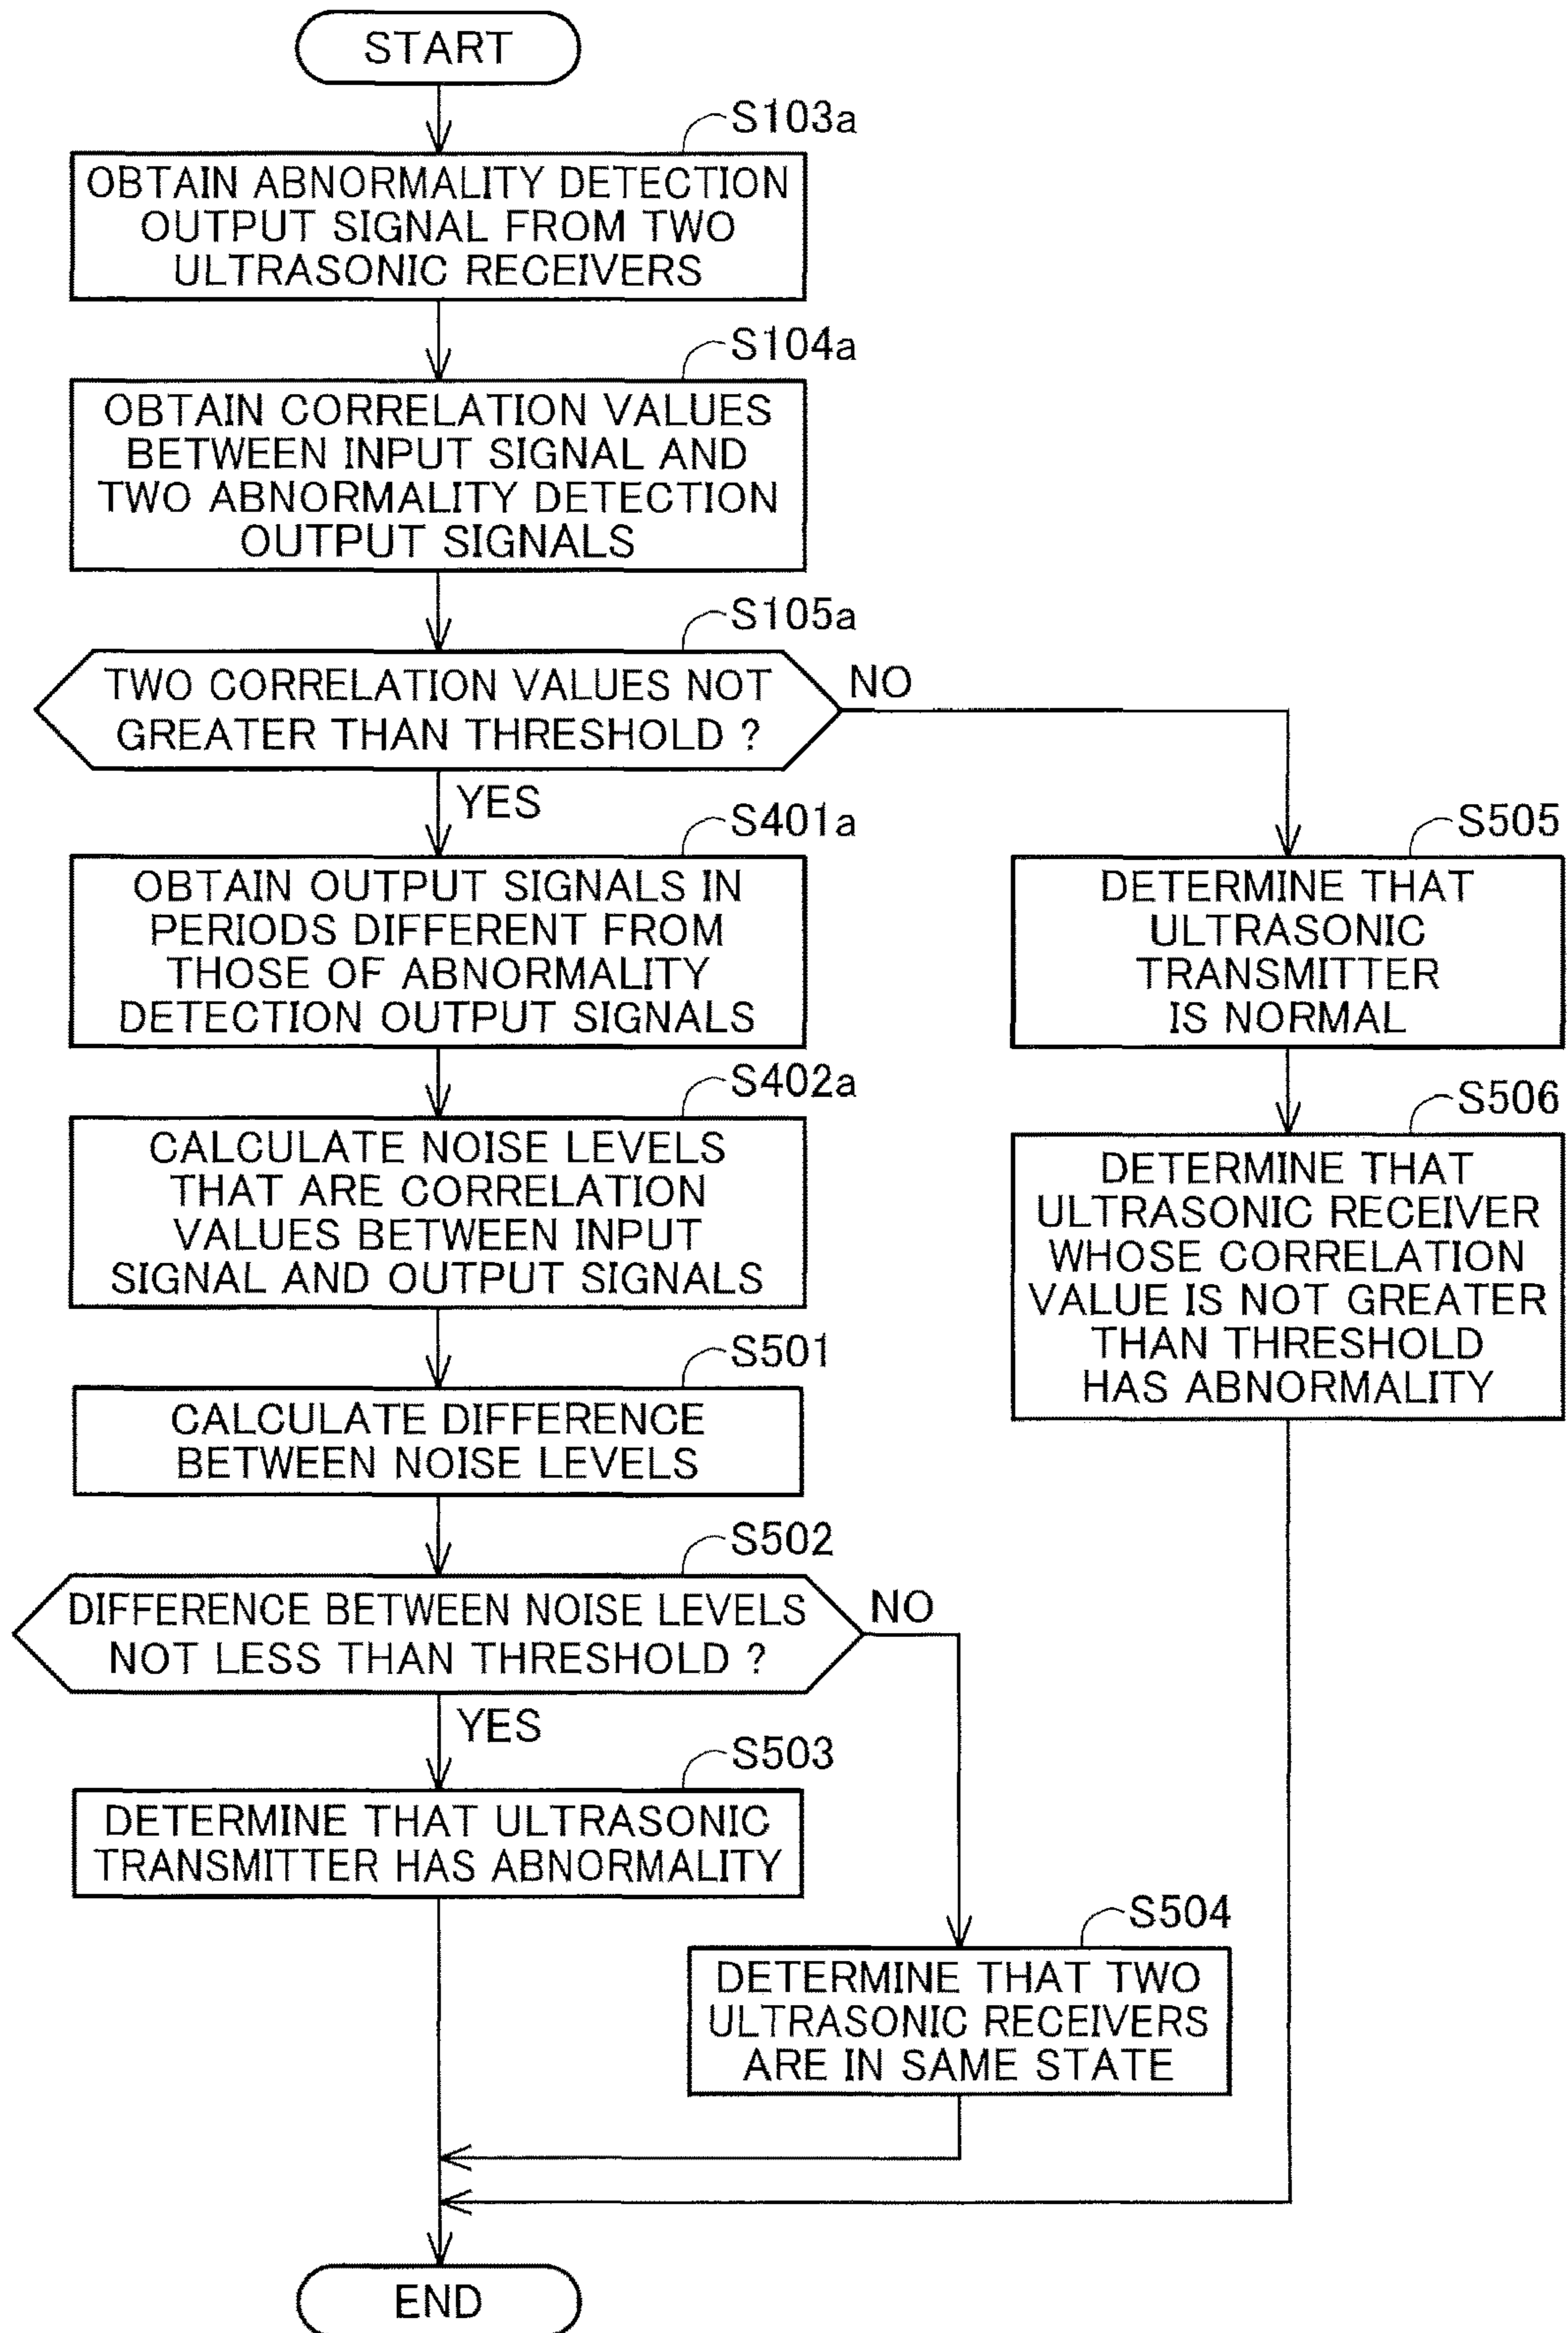 START
S103a
OBTAIN ABNORMALITY DETECTION
OUTPUT SIGNAL FROM TWO
ULTRASONIC RECEIVERS
S104a
OBTAIN CORRELATION VALUES
BETWEEN INPUT SIGNAL AND
TWO ABNORMALITY DETECTION
OUTPUT SIGNALS
S105a
TWO CORRELATION VALUES NOT
GREATER THAN THRESHOLD ?
NO
YES
S401a
OBTAIN OUTPUT SIGNALS IN
PERIODS DIFFERENT FROM
THOSE OF ABNORMALITY
DETECTION OUTPUT SIGNALS
S505
DETERMINE THAT
ULTRASONIC
TRANSMITTER
IS NORMAL
S402a
CALCULATE NOISE LEVELS
THAT ARE CORRELATION
VALUES BETWEEN INPUT
SIGNAL AND OUTPUT SIGNALS
S506
DETERMINE THAT
ULTRASONIC RECEIVER
WHOSE CORRELATION
VALUE IS NOT GREATER
THAN THRESHOLD
HAS ABNORMALITY
S501
CALCULATE DIFFERENCE
BETWEEN NOISE LEVELS
S502
DIFFERENCE BETWEEN NOISE LEVELS
NOT LESS THAN THRESHOLD ?
NO
YES
S503
DETERMINE THAT ULTRASONIC
TRANSMITTER HAS ABNORMALITY
S504
DETERMINE THAT TWO
ULTRASONIC RECEIVERS
ARE IN SAME STATE
END